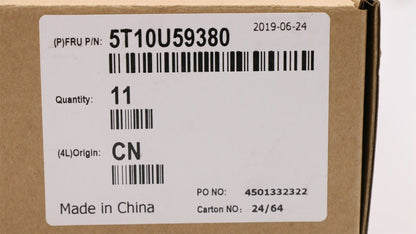 2019-06-24
(P)FRU P/N: 5T10U59380
Quantity: 11
(4L)Origin: CN
PO NO: 4501332322
Made in China
Carton NO: 24/64